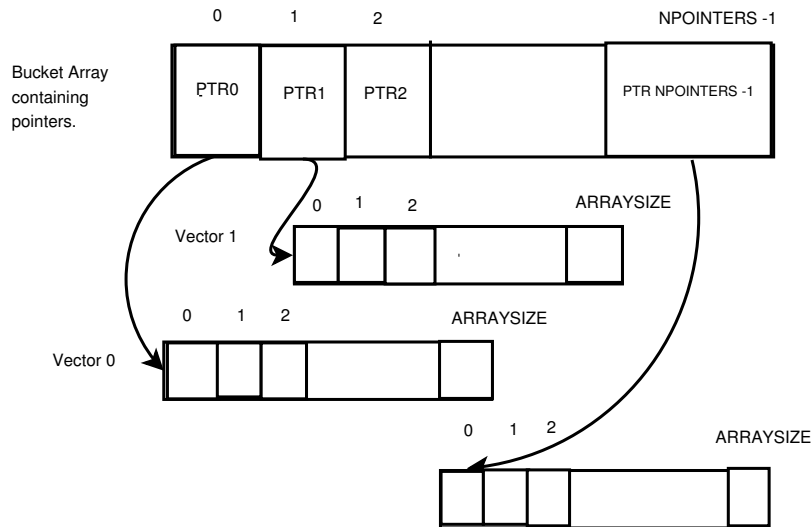 0 1 2 NPOINTERS -1
Bucket Array
containing
pointers.
PTR0 PTR1 PTR2 PTR NPOINTERS -1
0 1 2 ARRAYSIZE
Vector 1
0 1 2 ARRAYSIZE
Vector 0
0 1 2 ARRAYSIZE